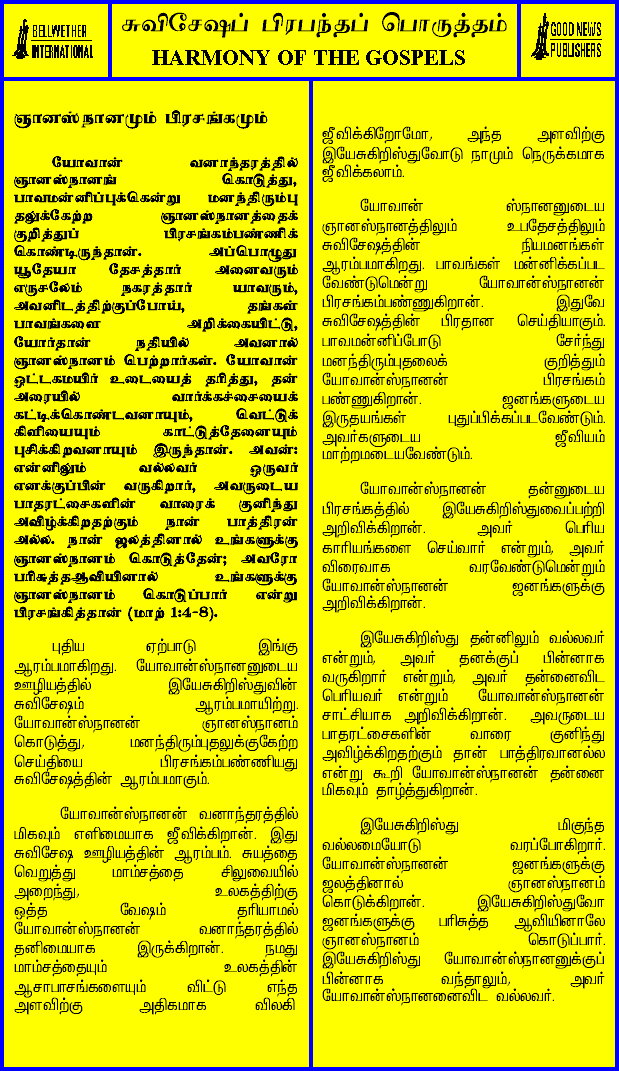 BELLWETHER
INTERNATIONAL
சுவிசேஷப் பிரபந்தப் பொருத்தம்
HARMONY OF THE GOSPELS
GOOD NEWS
PUBLISHERS
ஞானஸ்நானமும் பிரசங்கமும்
யோவான் வனாந்தரத்தில்
ஞானஸ்நானங் கொடுத்து,
பாவமன்னிப்புக்கென்று மனந்திரும்பு
தலுக்கேற்ற ஞானஸ்நானத்தைக்
குறித்துப் பிரசங்கம்பண்ணிக்
கொண்டிருந்தான். அப்பொழுது
யூதேயா தேசத்தார் அனைவரும்
எருசலேம் நகரத்தார் யாவரும்,
அவனிடத்திற்குப்போய், தங்கள்
பாவங்களை அறிக்கையிட்டு,
யோர்தான் நதியில் அவனால்
ஞானஸ்நானம் பெற்றார்கள். யோவான்
ஒட்டகமயிர் உடையைத் தரித்து, தன்
அரையில் வார்க்கச்சையைக்
கட்டிக்கொண்டவனாயும், வெட்டுக்
கிளியையும் காட்டுத்தேனையும்
புசிக்கிறவனாயும் இருந்தான். அவன்:
என்னிலும் வல்லவர் ஒருவர்
எனக்குப்பின் வருகிறார், அவருடைய
பாதரட்சைகளின் வாரைக் குனிந்து
அவிழ்க்கிறதற்கும் நான் பாத்திரன்
அல்ல. நான் ஜலத்தினால் உங்களுக்கு
ஞானஸ்நானம் கொடுத்தேன்; அவரோ
பரிசுத்தஆவியினால் உங்களுக்கு
ஞானஸ்நானம் கொடுப்பார் என்று
பிரசங்கித்தான் (மாற் 1:4-8).
புதிய ஏற்பாடு இங்கு
ஆரம்பமாகிறது. யோவான்ஸ்நானனுடைய
ஊழியத்தில் இயேசுகிறிஸ்துவின்
சுவிசேஷம் ஆரம்பமாயிற்று.
யோவான்ஸ்நானன் ஞானஸ்நானம்
கொடுத்து, மனந்திரும்புதலுக்குகேற்ற
செய்தியை பிரசங்கம்பண்ணியது
சுவிசேஷத்தின் ஆரம்பமாகும்.
யோவான்ஸ்நானன் வனாந்தரத்தில்
மிகவும் எளிமையாக ஜீவிக்கிறான். இது
சுவிசேஷ ஊழியத்தின் ஆரம்பம். சுயத்தை
வெறுத்து மாம்சத்தை சிலுவையில்
அறைந்து, உலகத்திற்கு
ஒத்த வேஷம் தரியாமல்
யோவான்ஸ்நானன் வனாந்தரத்தில்
தனிமையாக இருக்கிறான். நமது
மாம்சத்தையும் உலகத்தின்
ஆசாபாசங்களையும் விட்டு எந்த
அளவிற்கு அதிகமாக விலகி
ஜீவிக்கிறோமோ, அந்த அளவிற்கு
இயேசுகிறிஸ்துவோடு நாமும் நெருக்கமாக
ஜீவிக்கலாம்.
யோவான் ஸ்நானனுடைய
ஞானஸ்நானத்திலும் உபதேசத்திலும்
சுவிசேஷத்தின் நியமனங்கள்
ஆரம்பமாகிறது. பாவங்கள் மன்னிக்கப்பட
வேண்டுமென்று யோவான்ஸ்நானன்
பிரசங்கம்பண்ணுகிறான். இதுவே
சுவிசேஷத்தின் பிரதான செய்தியாகும்.
பாவமன்னிப்போடு சேர்ந்து
மனந்திரும்புதலைக் குறித்தும்
யோவான்ஸ்நானன் பிரசங்கம்
பண்ணுகிறான். ஜனங்களுடைய
இருதயங்கள் புதுப்பிக்கப்படவேண்டும்.
அவர்களுடைய ஜீவியம்
மாற்றமடையவேண்டும்.
யோவான்ஸ்நானன் தன்னுடைய
பிரசங்கத்தில் இயேசுகிறிஸ்துவைப்பற்றி
அறிவிக்கிறான். அவர் பெரிய
காரியங்களை செய்வார் என்றும், அவர்
விரைவாக வரவேண்டுமென்றும்
யோவான்ஸ்நானன் ஜனங்களுக்கு
அறிவிக்கிறான்.
இயேசுகிறிஸ்து தன்னிலும் வல்லவர்
என்றும், அவர் தனக்குப் பின்னாக
வருகிறார் என்றும், அவர் தன்னைவிட
பெரியவர் என்றும் யோவான்ஸ்நானன்
சாட்சியாக அறிவிக்கிறான். அவருடைய
பாதரட்சைகளின் வாரை குனிந்து
அவிழ்கிறதற்கும் தான் பாத்திரவானல்ல
என்று கூறி யோவான்ஸ்நானன் தன்னை
மிகவும் தாழ்த்துகிறான்.
இயேசுகிறிஸ்து மிகுந்த
வல்லமையோடு வரப்போகிறார்.
யோவான்ஸ்நானன் ஜனங்களுக்கு
ஜலத்தினால் ஞானஸ்நானம்
கொடுக்கிறான். இயேசுகிறிஸ்துவோ
ஜனங்களுக்கு பரிசுத்த ஆவியினாலே
ஞானஸ்நானம் கொடுப்பார்.
இயேசுகிறிஸ்து யோவான்ஸ்நானனுக்குப்
பின்னாக வந்தாலும், அவர்
யோவான்ஸ்நானனைவிட வல்லவர்.